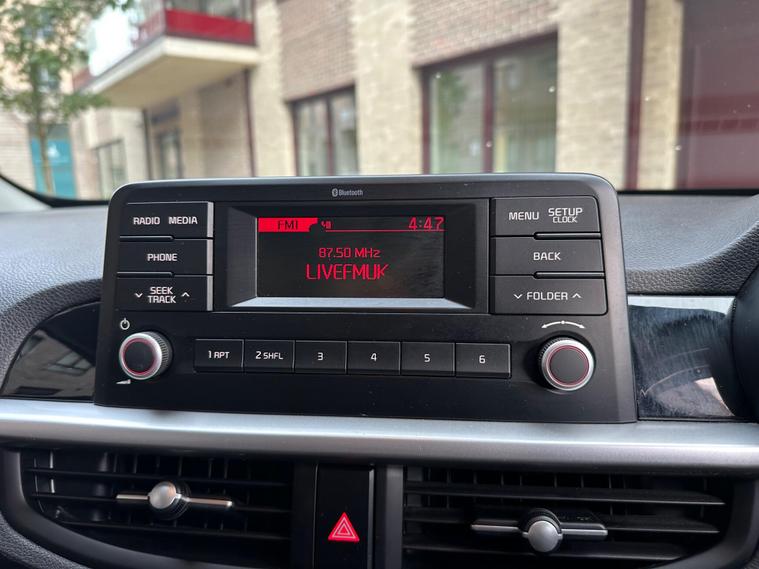 Bluetooth
RADIO MEDIA
PHONE
SEEK
TRACK
FM1 4:47
87.50 MHz
LIVEFMUK
MENU SETUP
CLOCK
BACK
FOLDER
1 RPT 2 SHFL 3 4 5 6